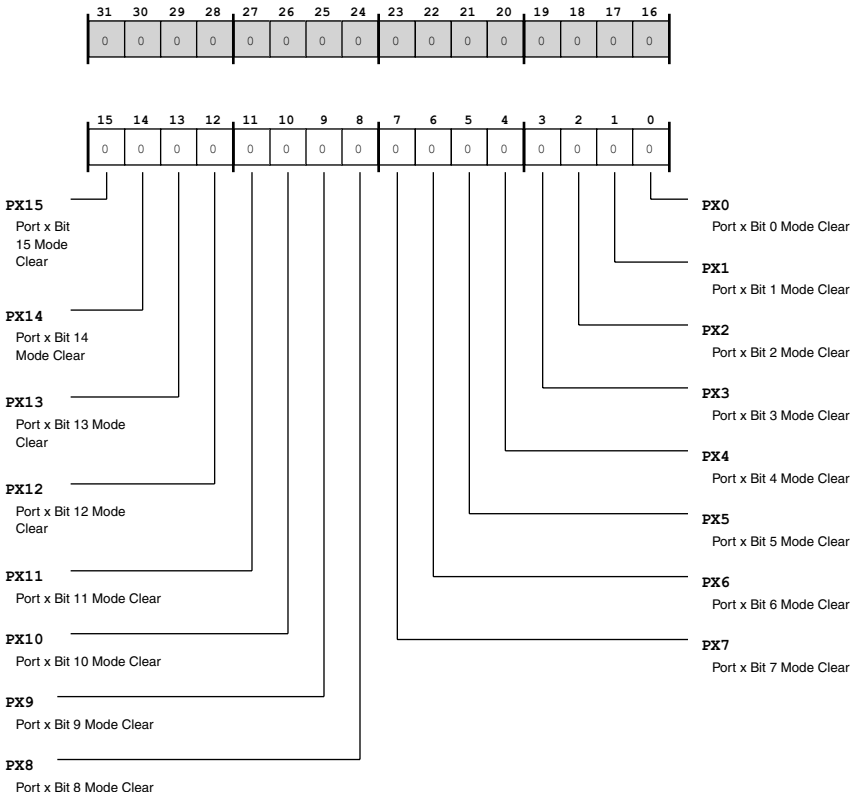 31 30 29 28 27 26 25 24 23 22 21 20 19 18 17 16
0 0 0 0 0 0 0 0 0 0 0 0 0 0 0 0
15 14 13 12 11 10 9 8 7 6 5 4 3 2 1 0
0 0 0 0 0 0 0 0 0 0 0 0 0 0 0 0
PX15
Port x Bit
15 Mode
Clear
PX14
Port x Bit 14
Mode Clear
PX13
Port x Bit 13 Mode
Clear
PX12
Port x Bit 12 Mode
Clear
PX11
Port x Bit 11 Mode Clear
PX10
Port x Bit 10 Mode Clear
PX9
Port x Bit 9 Mode Clear
PX8
Port x Bit 8 Mode Clear
PX0
Port x Bit 0 Mode Clear
PX1
Port x Bit 1 Mode Clear
PX2
Port x Bit 2 Mode Clear
PX3
Port x Bit 3 Mode Clear
PX4
Port x Bit 4 Mode Clear
PX5
Port x Bit 5 Mode Clear
PX6
Port x Bit 6 Mode Clear
PX7
Port x Bit 7 Mode Clear